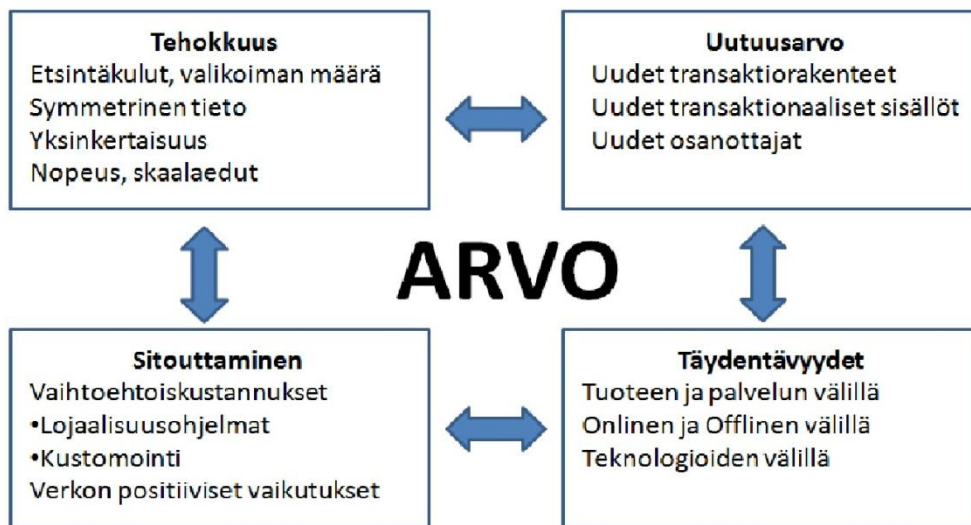 Tehokkuus
Etsintäkulut, valikoiman määrä
Symmetrinen tieto
Yksinkertaisuus
Nopeus, skaalaedut
Uutuusarvo
Uudet transaktiorakenteet
Uudet transaktionaaliset sisällöt
Uudet osanottajat
ARVO
Sitouttaminen
Vaihtoehtoiskustannukset
•Lojaalisuusohjelmat
•Kustomointi
Verkon positiiviset vaikutukset
Täydentävyydet
Tuoteen ja palvelun välillä
Onlinen ja Offlinen välillä
Teknologioiden välillä